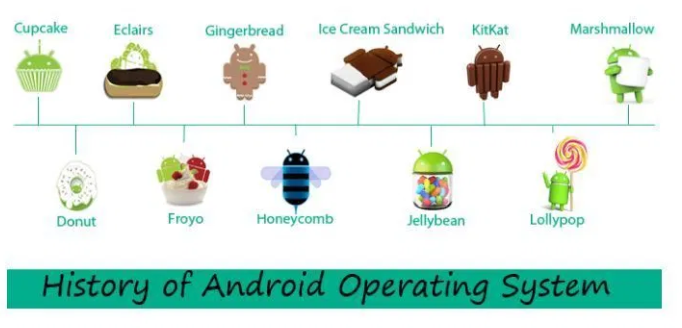 Cupcake
Eclairs
Gingerbread
Ice Cream Sandwich
KitKat
Marshmallow
Donut
Froyo
Honeycomb
Jellybean
Lollypop
History of Android Operating System